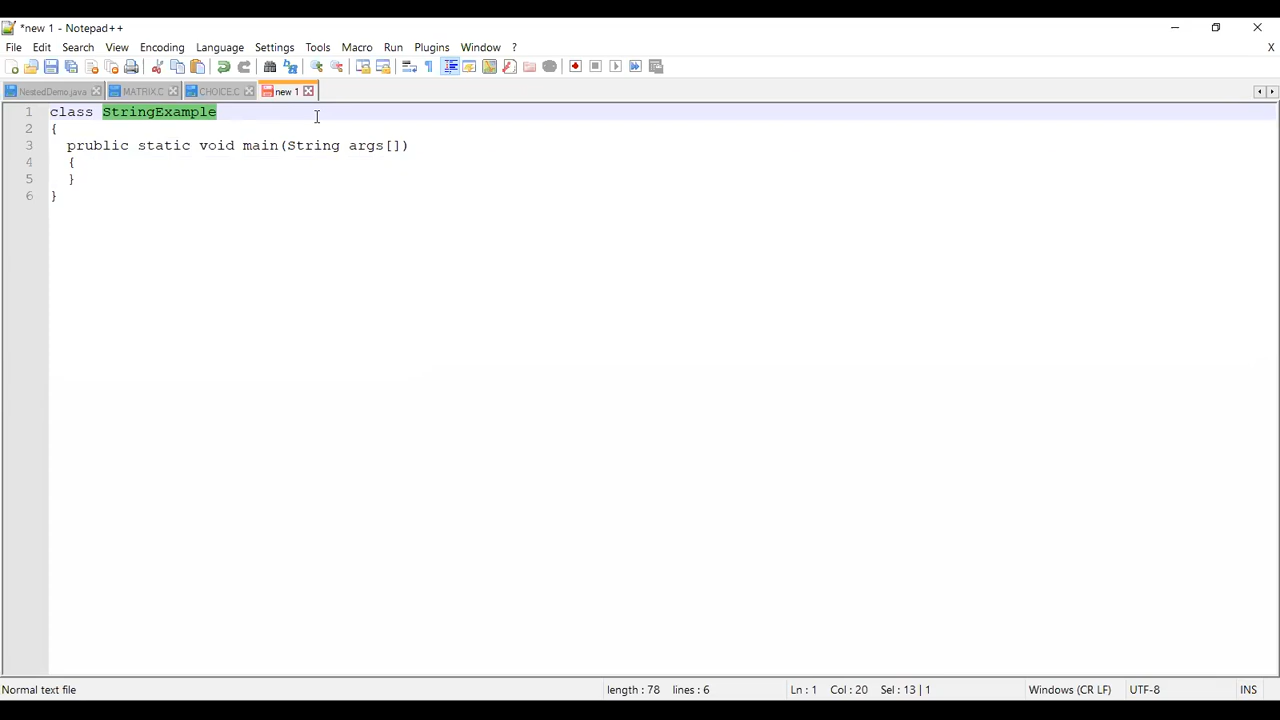 *new 1 - Notepad++
File Edit Search View Encoding Language Settings Tools Macro Run Plugins Window ? X
NestedDemo.java MATRIX.C CHOICE.C new 1
1 class StringExample
2 {
3 prublic static void main(String args[])
4 {
5 }
6 }
Normal text file length : 78 lines : 6 Ln : 1 Col : 20 Sel : 13 | 1 Windows (CR LF) UTF-8 INS